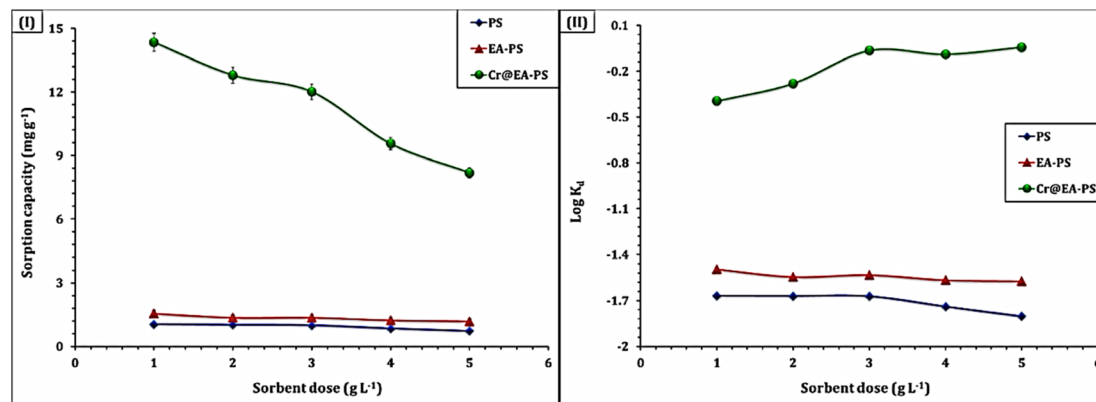 (I)
15
12
9
6
3
0
Sorption capacity (mg g-1)
PS
EA-PS
Cr@EA-PS
0 1 2 3 4 5 6
Sorbent dose (g L-1)
(II)
0.1
-0.2
-0.5
-0.8
-1.1
-1.4
-1.7
-2
Log Kd
PS
EA-PS
Cr@EA-PS
0 1 2 3 4 5 6
Sorbent dose (g L-1)